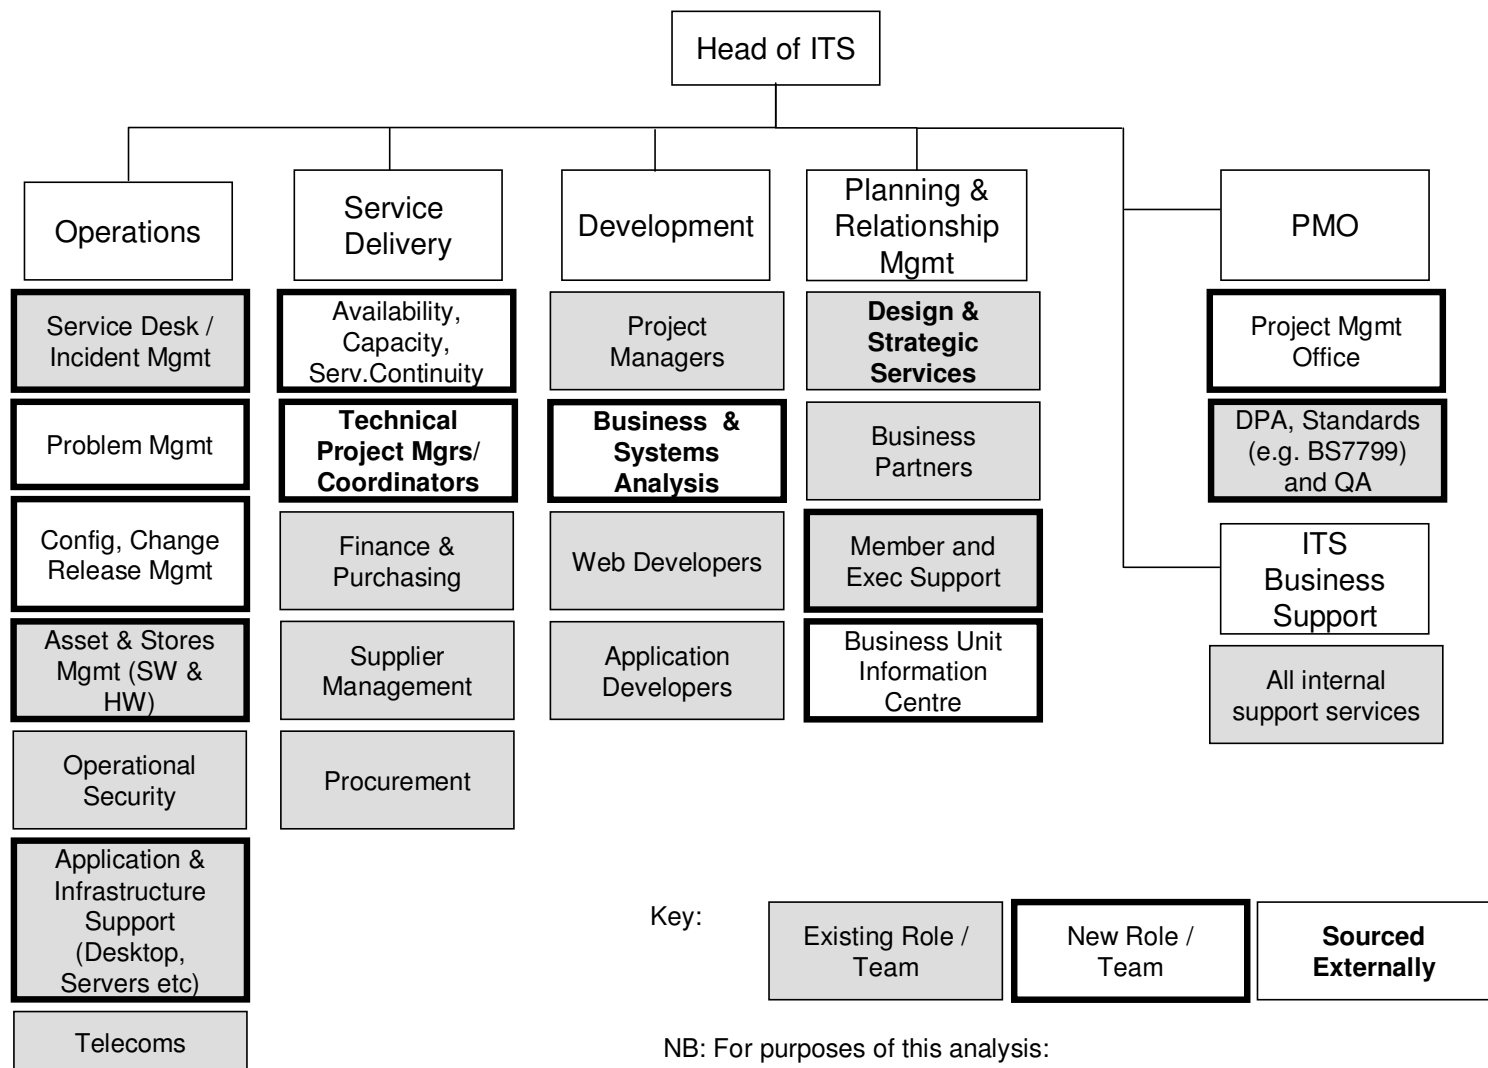 Head of ITS
Operations
Service Desk /
Incident Mgmt
Problem Mgmt
Config, Change
Release Mgmt
Asset & Stores
Mgmt (SW &
HW)
Operational
Security
Application &
Infrastructure
Support
(Desktop,
Servers etc)
Telecoms
Service
Delivery
Availability,
Capacity,
Serv.Continuity
Technical
Project Mgrs/
Coordinators
Finance &
Purchasing
Supplier
Management
Procurement
Development
Project
Managers
Business &
Systems
Analysis
Web Developers
Application
Developers
Planning &
Relationship
Mgmt
Design &
Strategic
Services
Business
Partners
Member and
Exec Support
Business Unit
Information
Centre
PMO
Project Mgmt
Office
DPA, Standards
(e.g. BS7799)
and QA
ITS
Business
Support
All internal
support services
Key:
Existing Role /
Team
New Role /
Team
Sourced
Externally
NB: For purposes of this analysis: